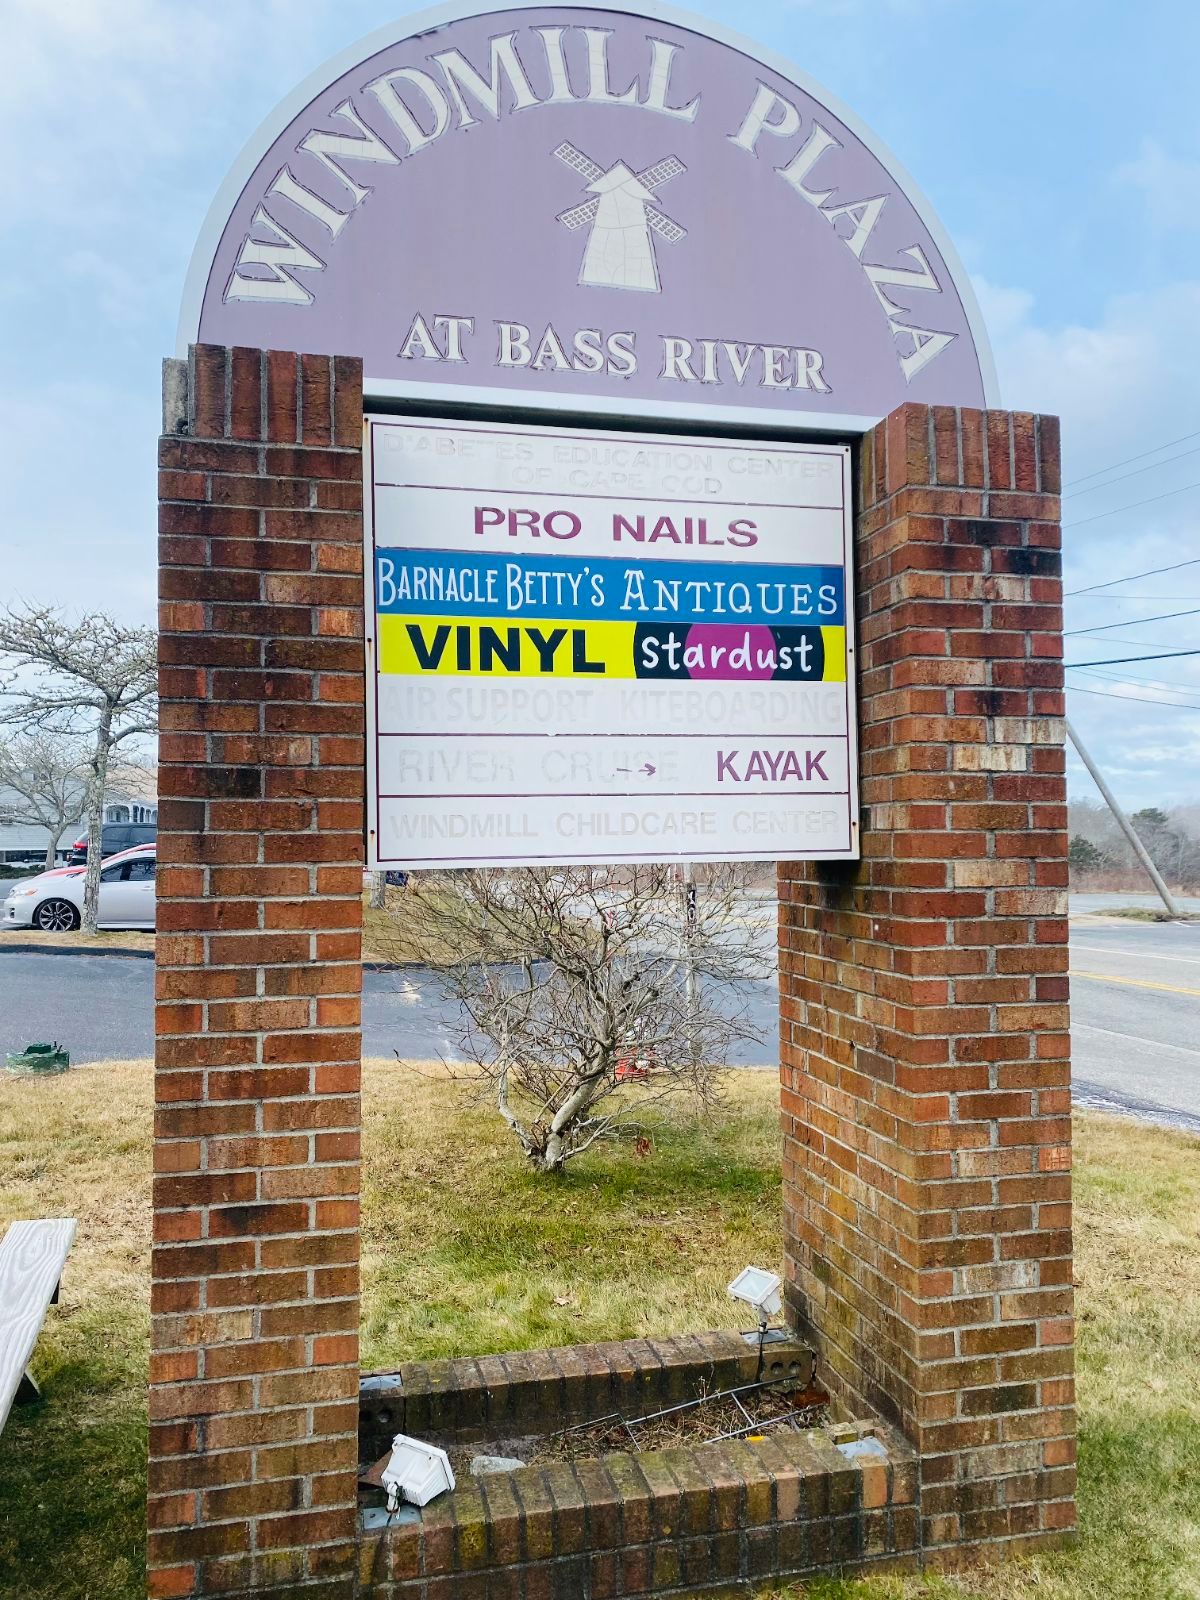 WINDMILL PLAZA
AT BASS RIVER
DIABETES EDUCATION CENTER
OF CAPE COD
PRO NAILS
BARNACLE BETTY'S ANTIQUES
VINYL stardust
AIR SUPPORT KITEBOARDING
RIVER CRUISE → KAYAK
WINDMILL CHILDCARE CENTER